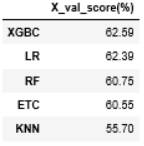 X_val_score(%)
XGBC 62.59
LR 62.39
RF 60.75
ETC 60.55
KNN 55.70